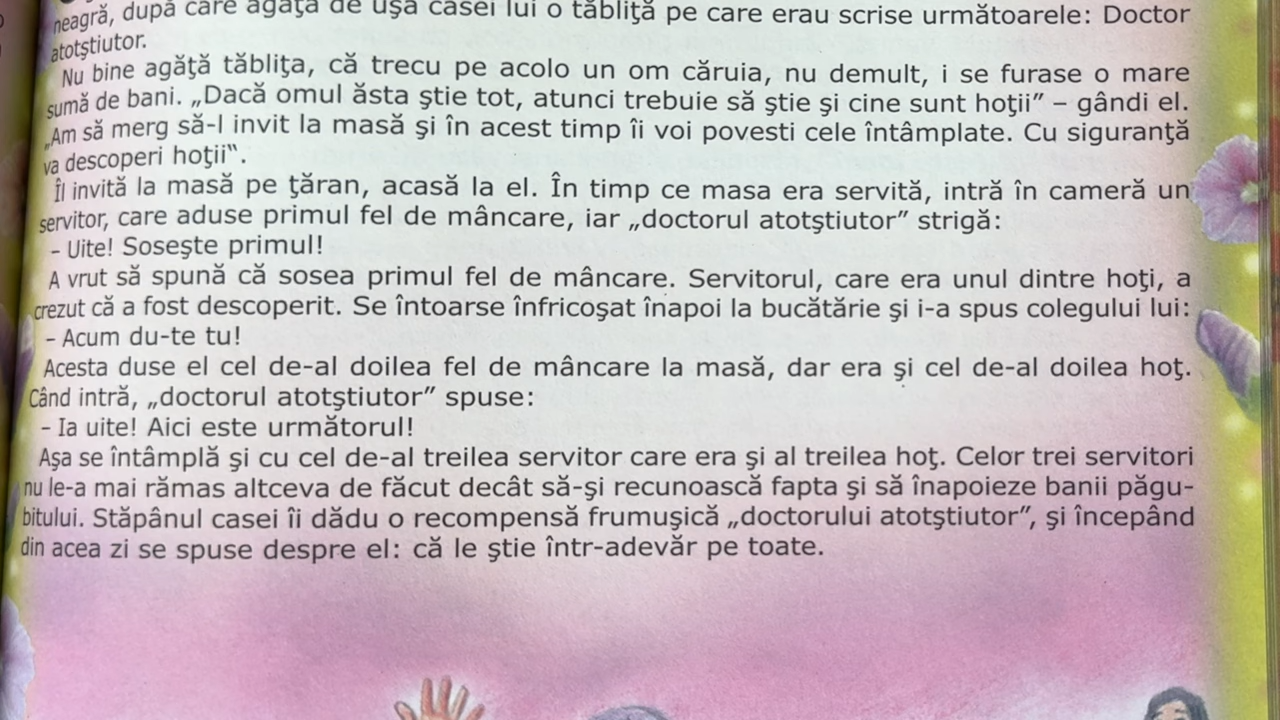 neagră, după care agăţă de uşa casei lui o tăbliţă pe care erau scrise următoarele: Doctor
atotştiutor.
Nu bine agăţă tăbliţa, că trecu pe acolo un om căruia, nu demult, i se furase o mare
sumă de bani. „Dacă omul ăsta ştie tot, atunci trebuie să ştie şi cine sunt hoţii” – gândi el.
„Am să merg să-l invit la masă şi în acest timp îi voi povesti cele întâmplate. Cu siguranţă
va descoperi hoţii‟.
Îl invită la masă pe ţăran, acasă la el. În timp ce masa era servită, intră în cameră un
servitor, care aduse primul fel de mâncare, iar „doctorul atotştiutor” strigă:
– Uite! Soseşte primul!
A vrut să spună că sosea primul fel de mâncare. Servitorul, care era unul dintre hoţi, a
crezut că a fost descoperit. Se întoarse înfricoşat înapoi la bucătărie şi i-a spus colegului lui:
– Acum du-te tu!
Acesta duse el cel de-al doilea fel de mâncare la masă, dar era şi cel de-al doilea hoţ.
Când intră, „doctorul atotştiutor” spuse:
– Ia uite! Aici este următorul!
Aşa se întâmplă şi cu cel de-al treilea servitor care era şi al treilea hoţ. Celor trei servitori
nu le-a mai rămas altceva de făcut decât să-şi recunoască fapta şi să înapoieze banii păgu-
bitului. Stăpânul casei îi dădu o recompensă frumuşică „doctorului atotştiutor”, şi începând
din acea zi se spuse despre el: că le ştie într-adevăr pe toate.